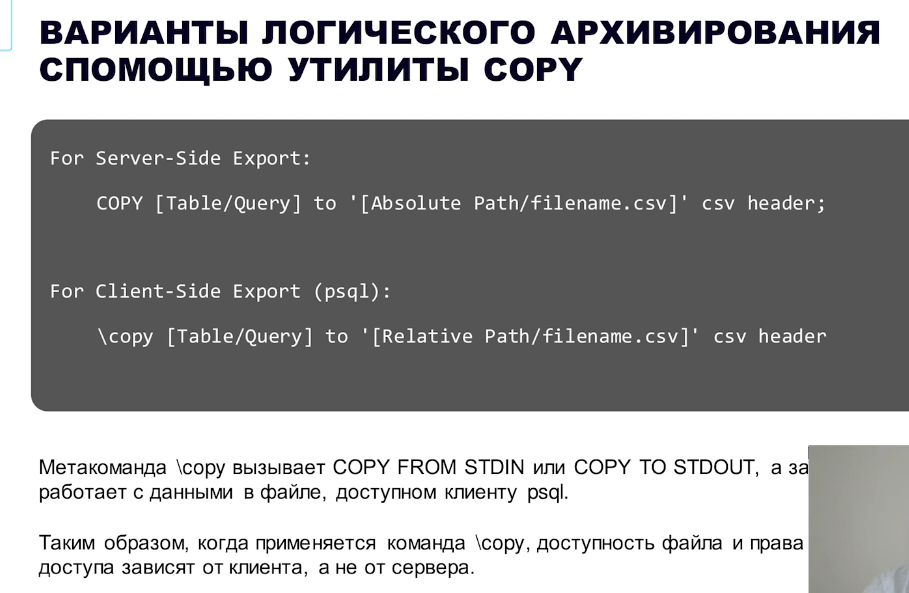 ВАРИАНТЫ ЛОГИЧЕСКОГО АРХИВИРОВАНИЯ
СПОМОЩЬЮ УТИЛИТЫ COPY
For Server-Side Export:
COPY [Table/Query] to '[Absolute Path/filename.csv]' csv header;
For Client-Side Export (psql):
\copy [Table/Query] to '[Relative Path/filename.csv]' csv header
Метакоманда \copy вызывает COPY FROM STDIN или COPY TO STDOUT, а за
работает с данными в файле, доступном клиенту psql.
Таким образом, когда применяется команда \copy, доступность файла и права
доступа зависят от клиента, а не от сервера.